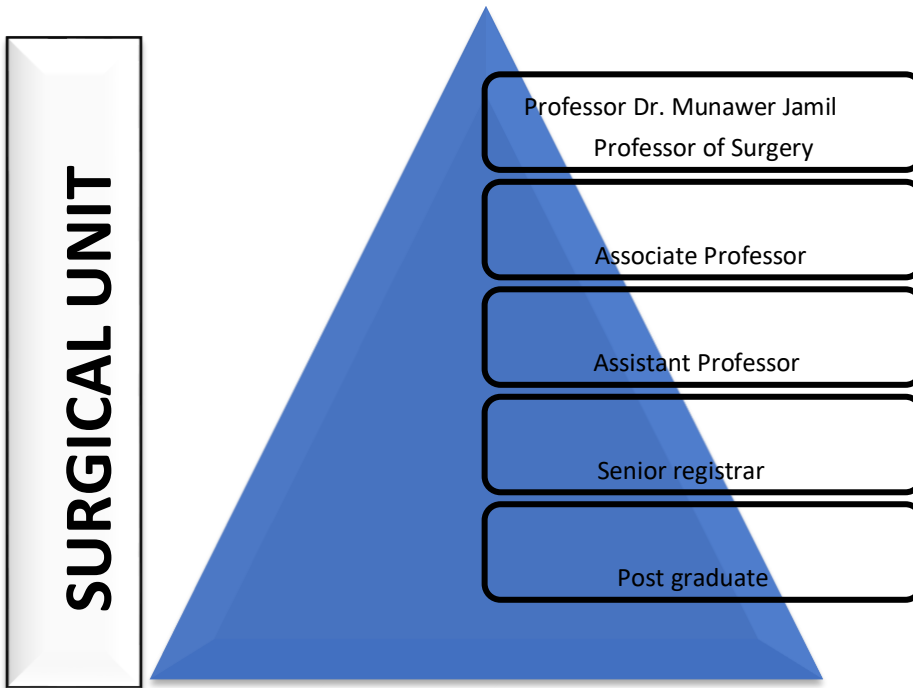 SURGICAL UNIT
Professor Dr. Munawer Jamil
Professor of Surgery
Associate Professor
Assistant Professor
Senior registrar
Post graduate